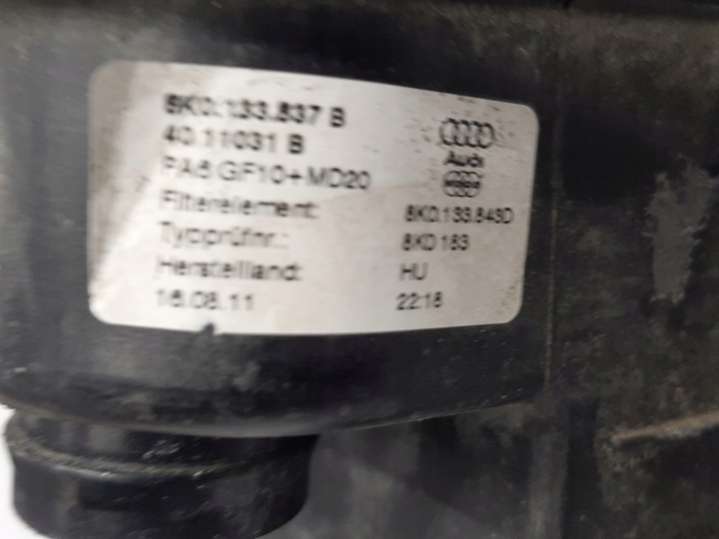 8K0.133.837 B
40.11031 B
PA6 GF10+MD20
Audi
Filterelement: 8K0.133.843D
Typprüfnr.: 8K0 183
Herstelland: HU
16.08.11 22:18